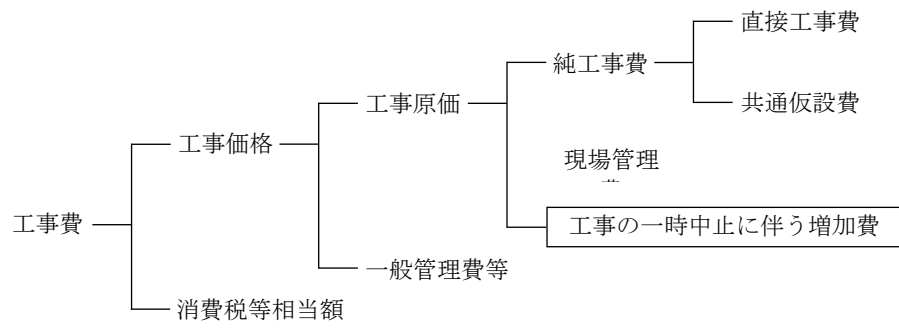 直接工事費
純工事費
共通仮設費
工事原価
工事価格
現場管理
工事の一時中止に伴う増加費
工事費
一般管理費等
消費税等相当額